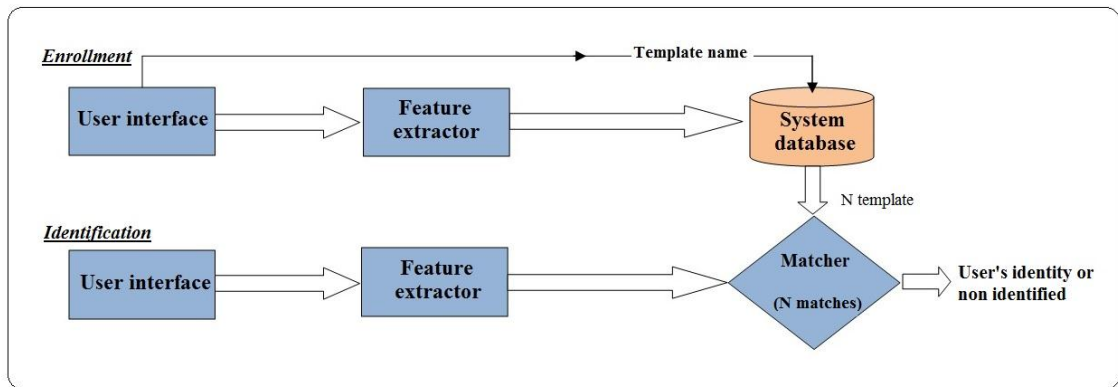 Enrollment
Template name
User interface
Feature
extractor
System
database
N template
Identification
User interface
Feature
extractor
Matcher
(N matches)
User's identity or
non identified